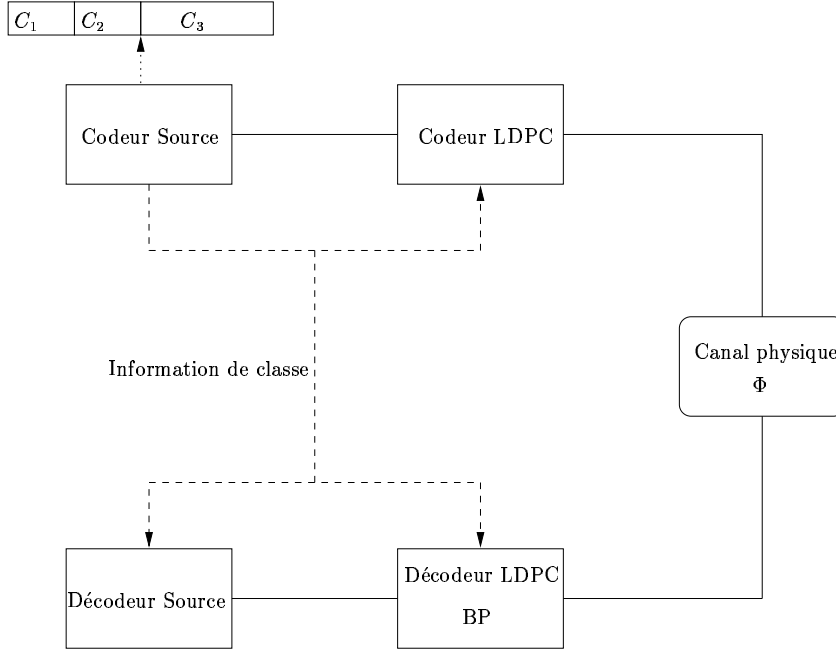 C1 C2 C3
Codeur Source
Codeur LDPC
Canal physique
Φ
Information de classe
Décodeur Source
Décodeur LDPC
BP